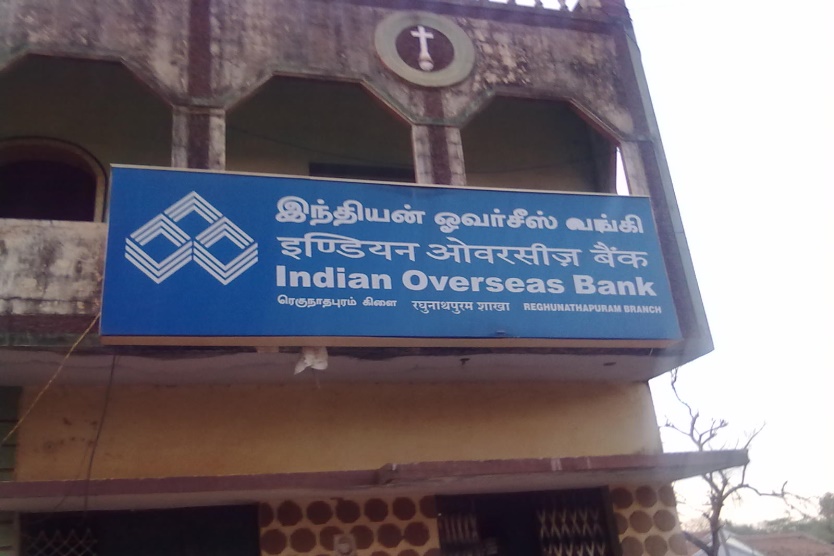 இந்தியன் ஓவர்சீஸ் வங்கி
इण्डियन ओवरसीज़ बैंक
Indian Overseas Bank
ரெகுநாதபுரம் கிளை रघुनाथपुरम शाखा REGHUNATHAPURAM BRANCH